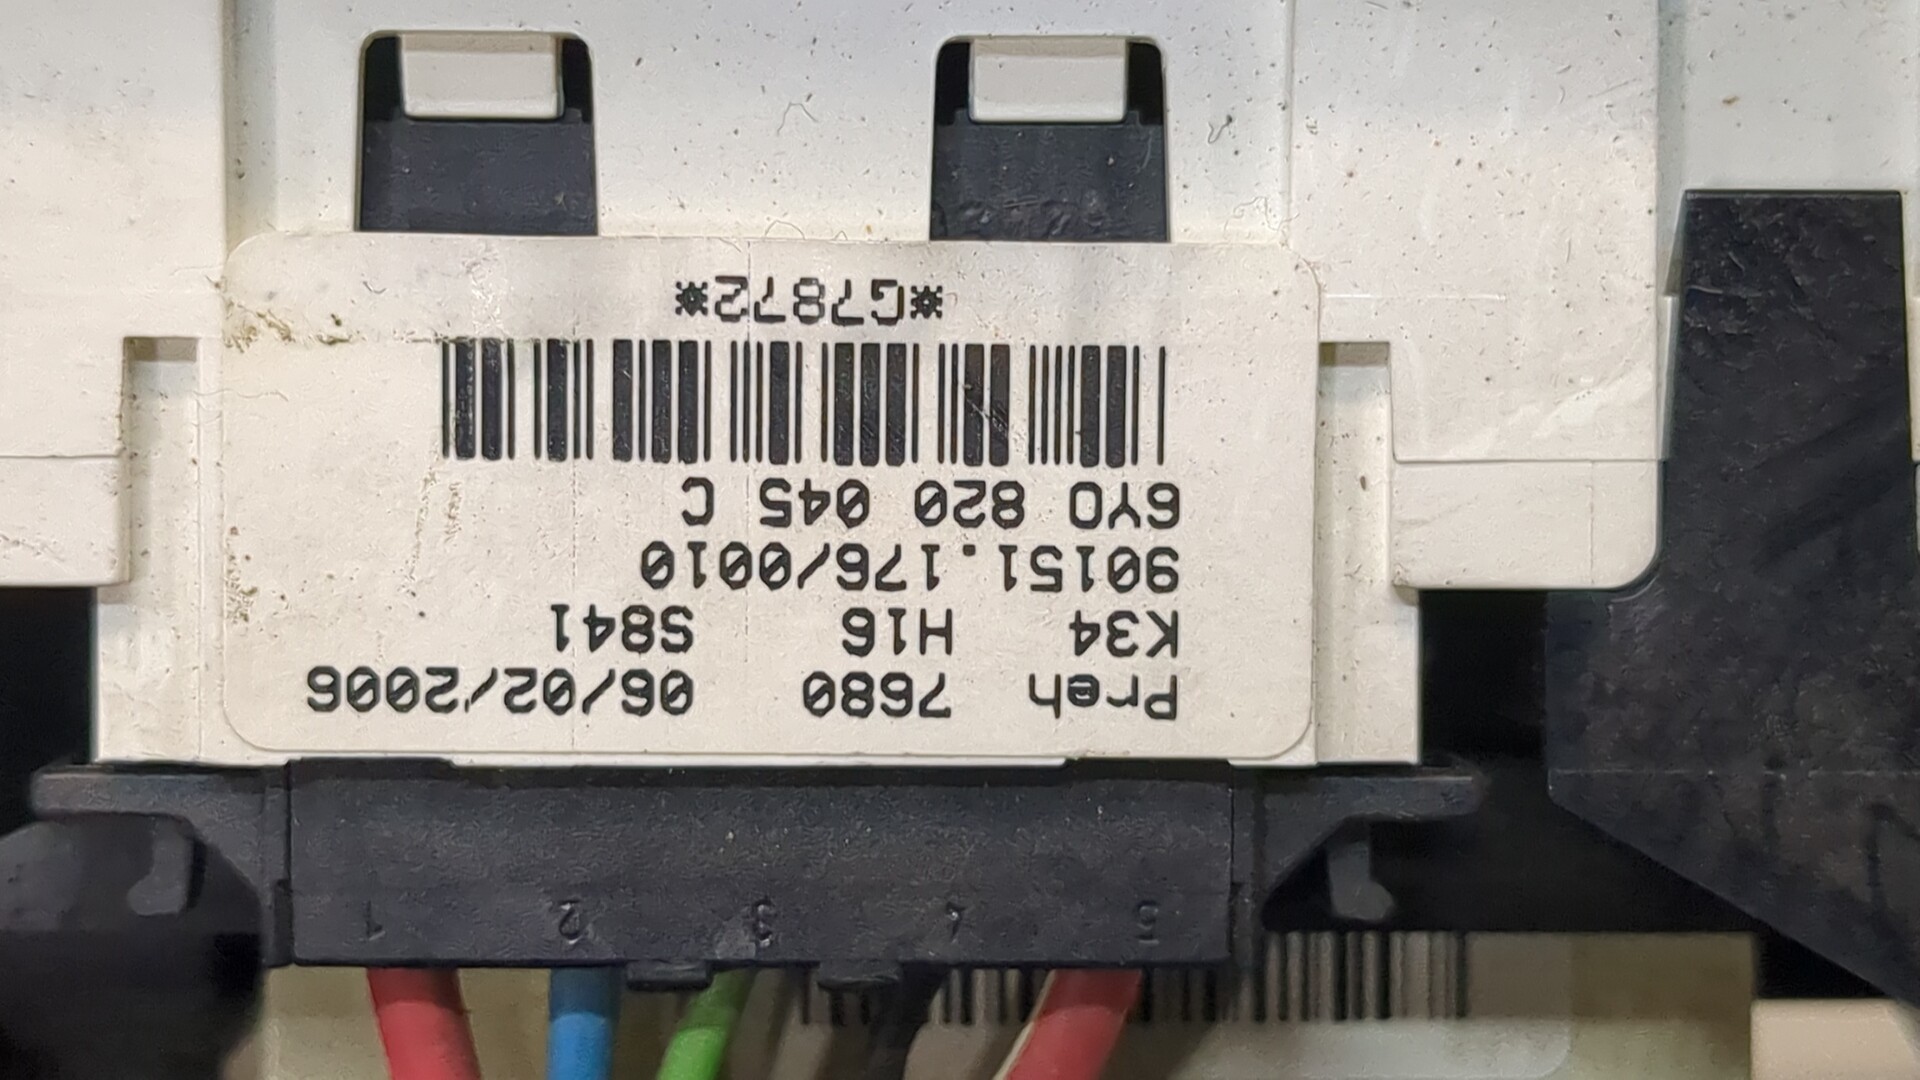 5 4 3 2 1
Preh 7680 06/02/2006
K34 H16 S841
90151.176/0010
6YO 820 045 C
*G7872*